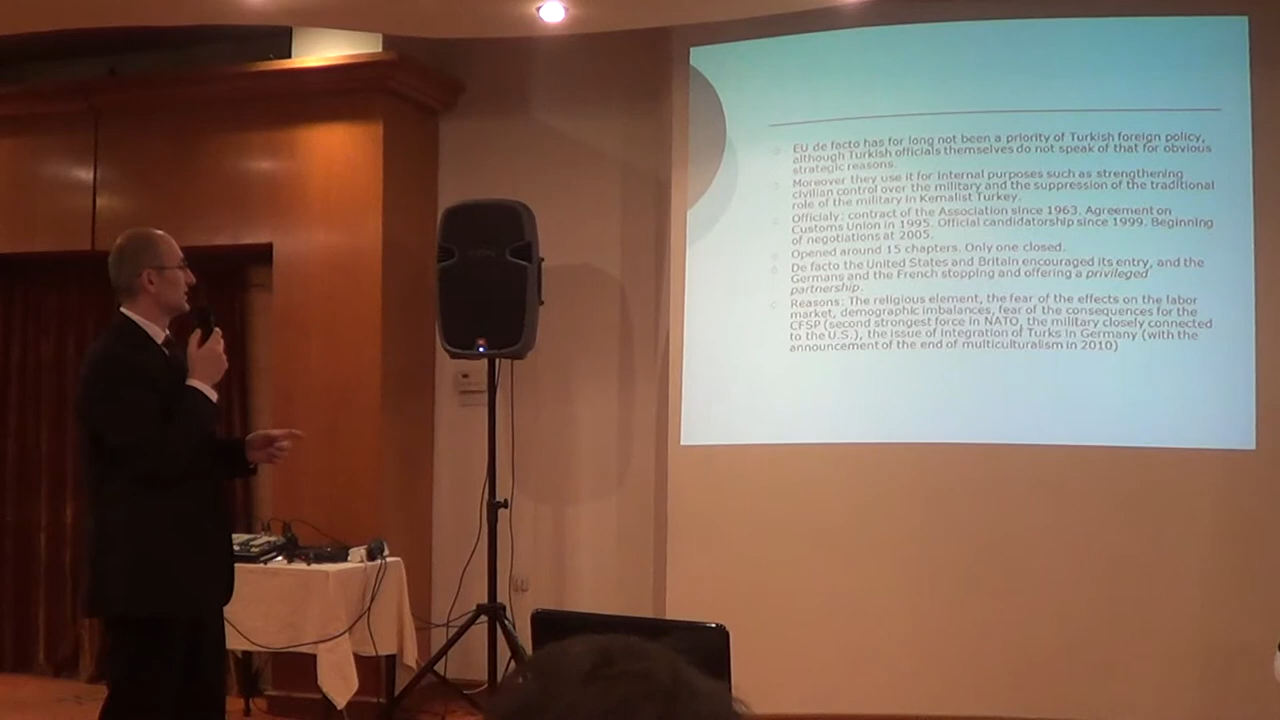 EU de facto has for long not been a priority of Turkish foreign policy,
although Turkish officials themselves do not speak of that for obvious
strategic reasons.
Moreover they use it for internal purposes such as strengthening
civilian control over the military and the suppression of the traditional
role of the military in Kemalist Turkey.
Officialy: contract of the Association since 1963. Agreement on
Customs Union in 1995. Official candidatorship since 1999. Beginning
of negotiations at 2005.
Opened around 15 chapters. Only one closed.
De facto the United States and Britain encouraged its entry, and the
Germans and the French stopping and offering a privileged
partnership.
Reasons: The religious element, the fear of the effects on the labor
market, demographic imbalances, fear of the consequences for the
CFSP (second strongest force in NATO, the military closely connected
to the U.S.), the issue of integration of Turks in Germany (with the
announcement of the end of multiculturalism in 2010)